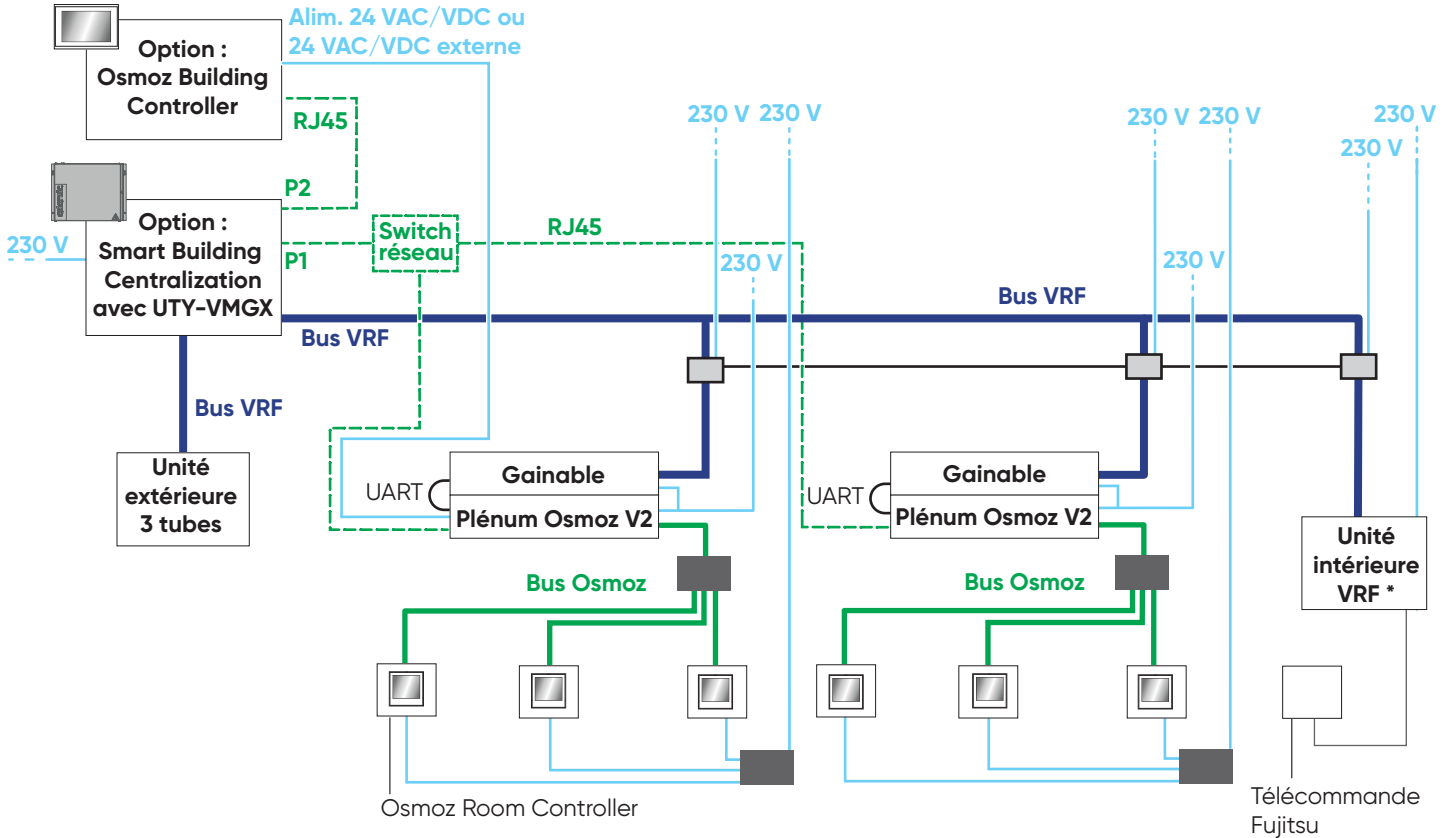 Alim. 24 VAC/VDC ou
24 VAC/VDC externe
Option :
Osmoz Building
Controller
RJ45
P2
230 V
Option :
Smart Building
Centralization
avec UTY-VMGX
P1
Switch
réseau
RJ45
230 V 230 V
230 V
230 V 230 V
230 V
230 V
230 V
Bus VRF
Bus VRF
Bus VRF
Unité
extérieure
3 tubes
UART
Gainable
Plénum Osmoz V2
UART
Gainable
Plénum Osmoz V2
Unité
intérieure
VRF *
Bus Osmoz
Bus Osmoz
Osmoz Room Controller
Télécommande
Fujitsu